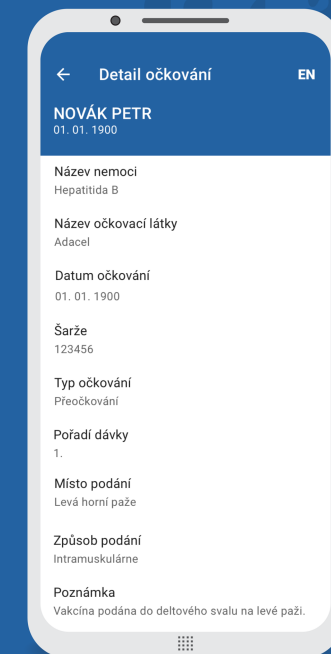 Detail očkování EN
NOVÁK PETR
01. 01. 1900
Název nemoci
Hepatitida B
Název očkovací látky
Adacel
Datum očkování
01. 01. 1900
Šarže
123456
Typ očkování
Přeočkování
Pořadí dávky
1.
Místo podání
Levá horní paže
Způsob podání
Intramuskulárne
Poznámka
Vakcína podána do deltového svalu na levé paži.